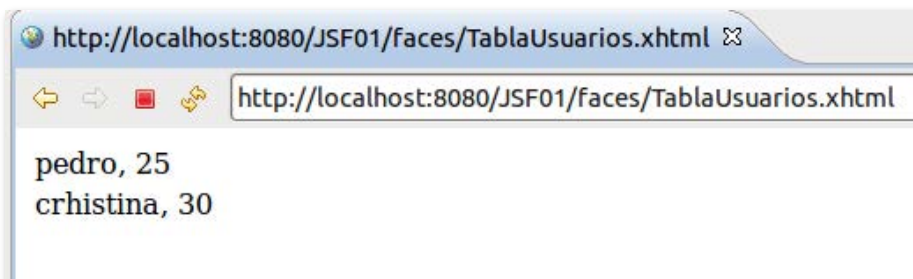 http://localhost:8080/JSF01/faces/TablaUsuarios.xhtml
http://localhost:8080/JSF01/faces/TablaUsuarios.xhtml
pedro, 25
crhistina, 30